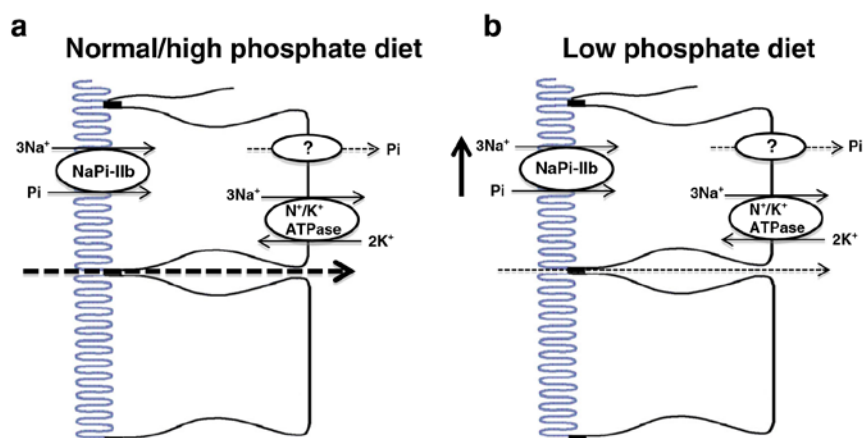 a
Normal/high phosphate diet
3Na⁺
NaPi-IIb
Pi
?
Pi
3Na⁺
N⁺/K⁺
ATPase
2K⁺
b
Low phosphate diet
3Na⁺
NaPi-IIb
Pi
?
Pi
3Na⁺
N⁺/K⁺
ATPase
2K⁺